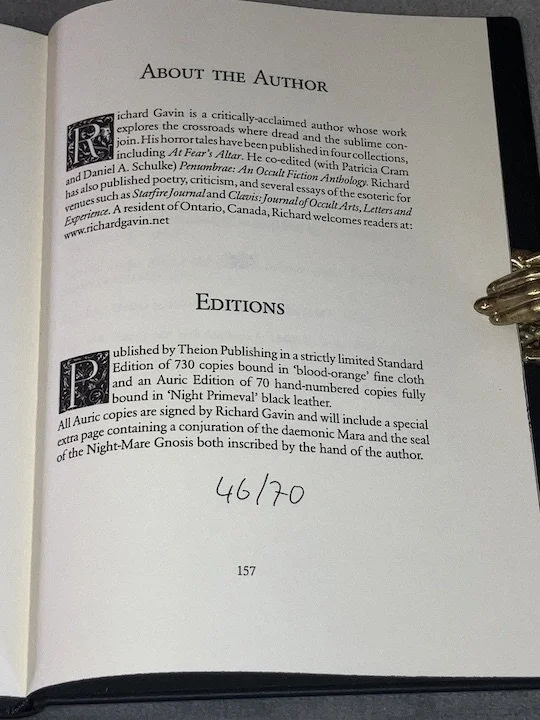 About the Author
Richard Gavin is a critically-acclaimed author whose work
explores the crossroads where dread and the sublime con-
join. His horror tales have been published in four collections,
including At Fear's Altar. He co-edited (with Patricia Cram
and Daniel A. Schulke) Penumbrae: An Occult Fiction Anthology. Richard
has also published poetry, criticism, and several essays of the esoteric for
venues such as Starfire Journal and Clavis: Journal of Occult Arts, Letters and
Experience. A resident of Ontario, Canada, Richard welcomes readers at:
www.richardgavin.net
Editions
Published by Theion Publishing in a strictly limited Standard
Edition of 730 copies bound in 'blood-orange' fine cloth
and an Auric Edition of 70 hand-numbered copies fully
bound in 'Night Primeval' black leather.
All Auric copies are signed by Richard Gavin and will include a special
extra page containing a conjuration of the daemonic Mara and the seal
of the Night-Mare Gnosis both inscribed by the hand of the author.
46/70
157